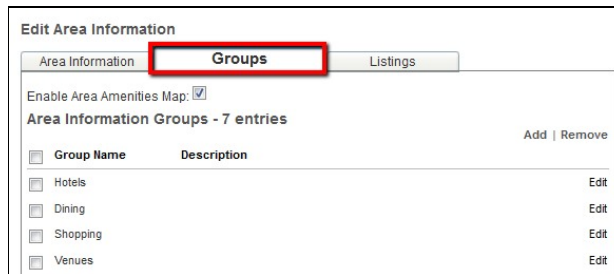 Edit Area Information
Area Information Groups Listings
Enable Area Amenities Map:
Area Information Groups - 7 entries
Add | Remove
Group Name Description
Hotels Edit
Dining Edit
Shopping Edit
Venues Edit